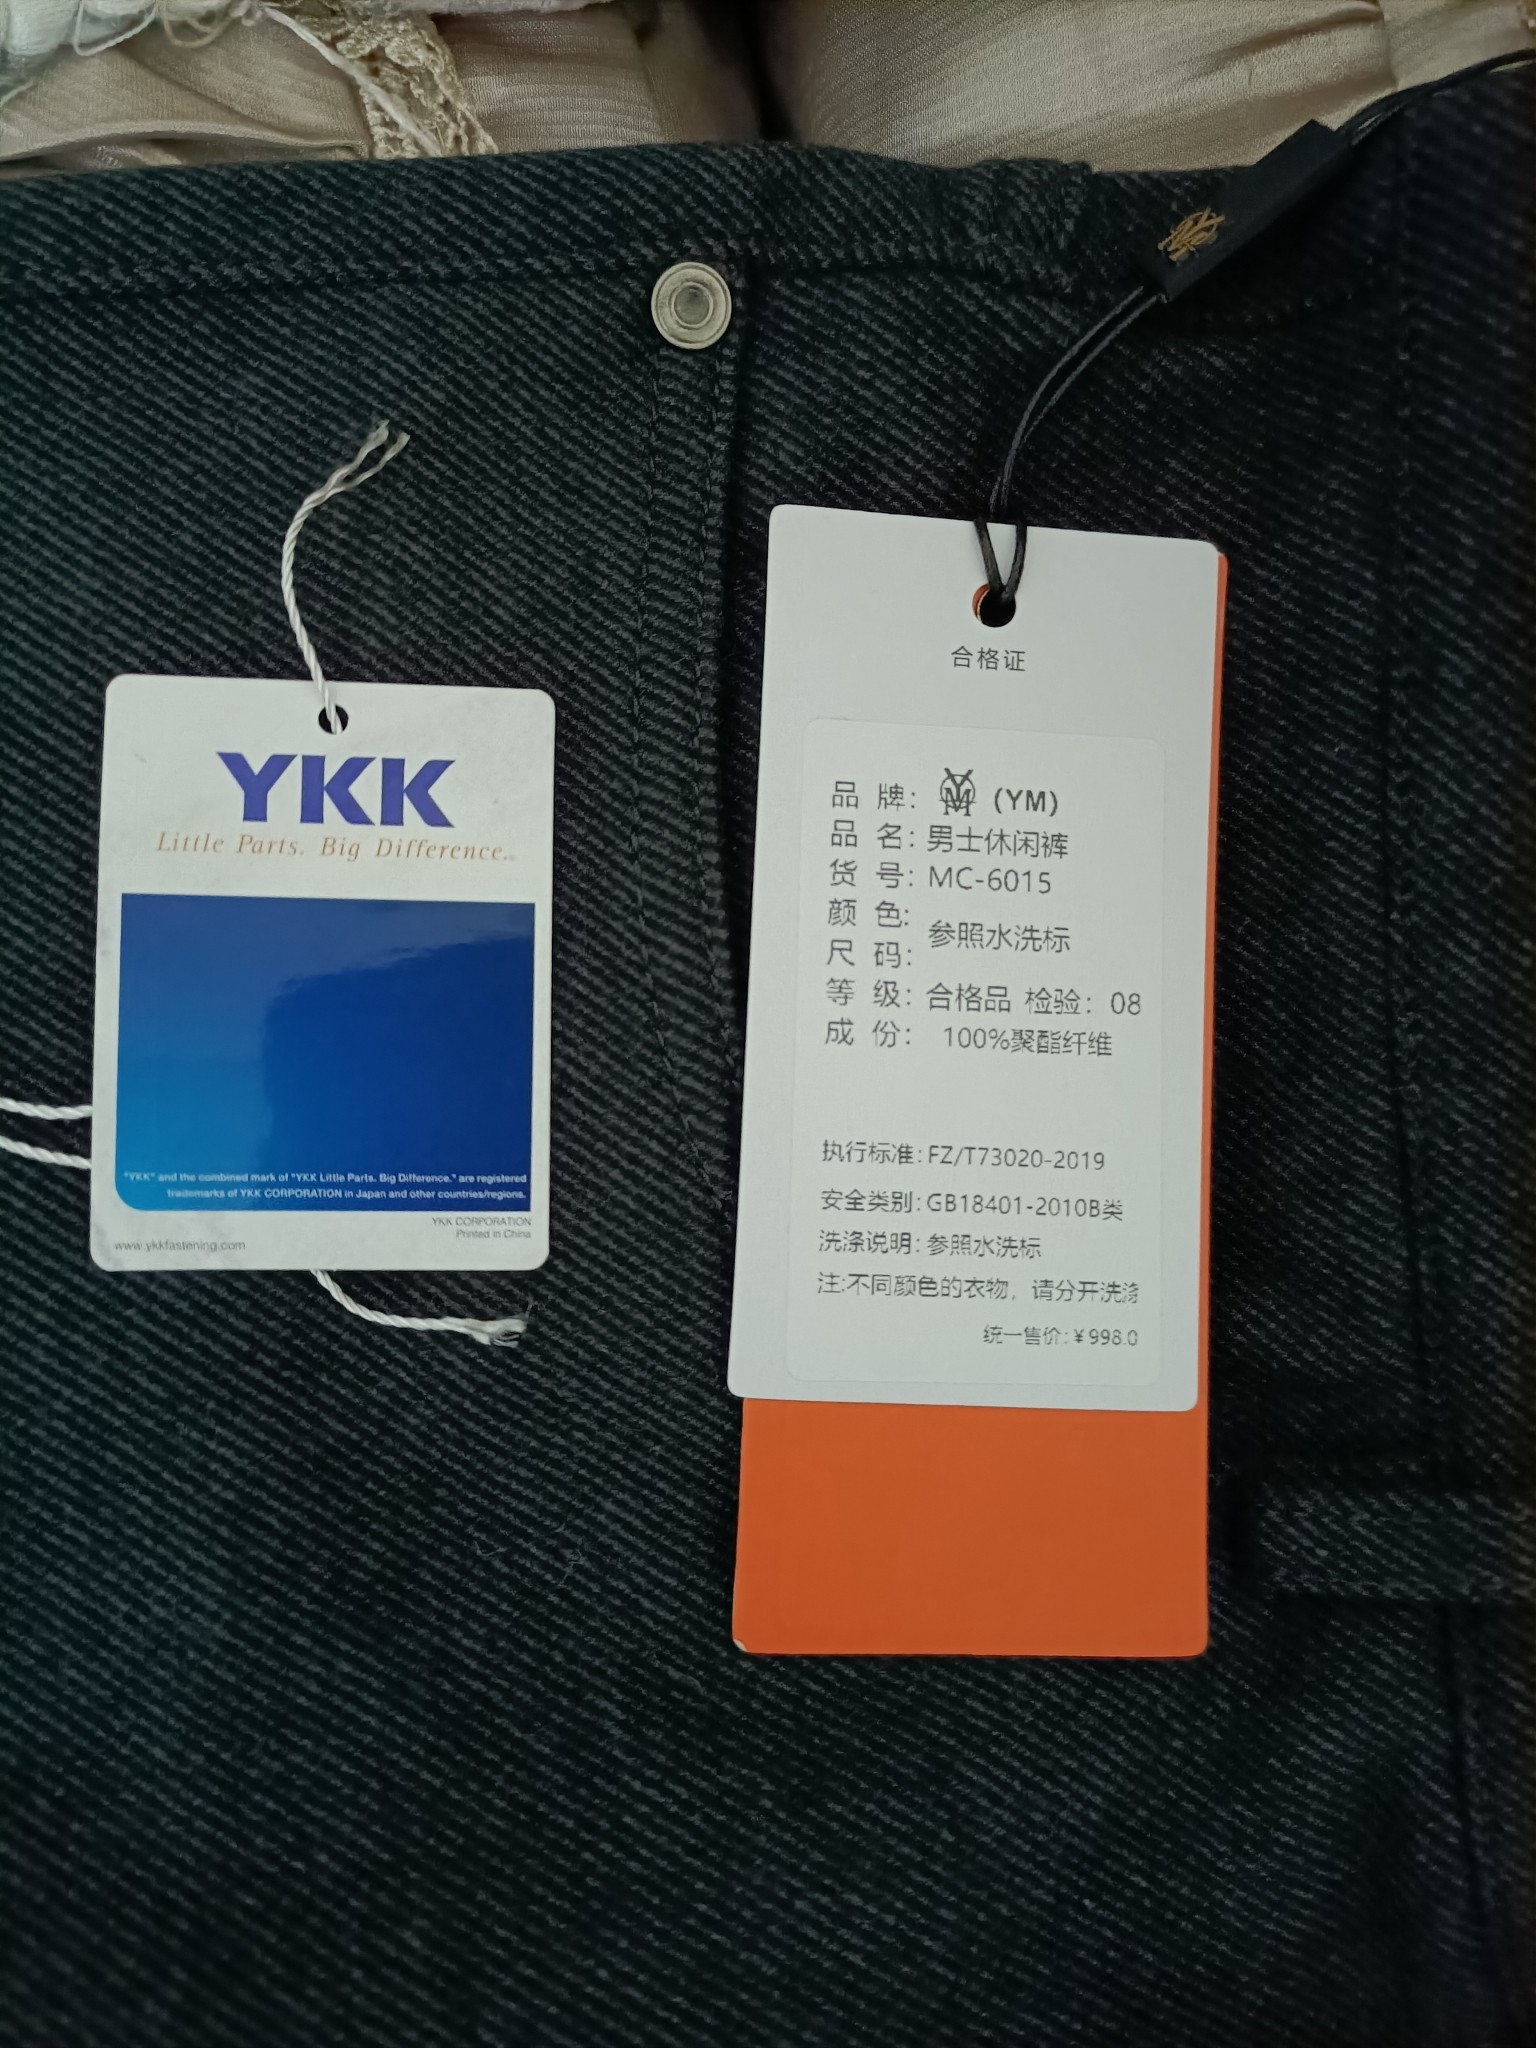 YKK
Little Parts. Big Difference.
"YKK" and the combined mark of "YKK Little Parts. Big Difference." are registered
trademarks of YKK CORPORATION in Japan and other countries/regions.
YKK CORPORATION
Printed in China
www.ykkfastening.com
合格证
品 牌: YM (YM)
品 名: 男士休闲裤
货 号: MC-6015
颜 色:
参照水洗标
尺 码:
等 级: 合格品 检验: 08
成 份: 100%聚酯纤维
执行标准: FZ/T73020-2019
安全类别: GB18401-2010B类
洗涤说明: 参照水洗标
注:不同颜色的衣物，请分开洗
统一售价: ¥998.0